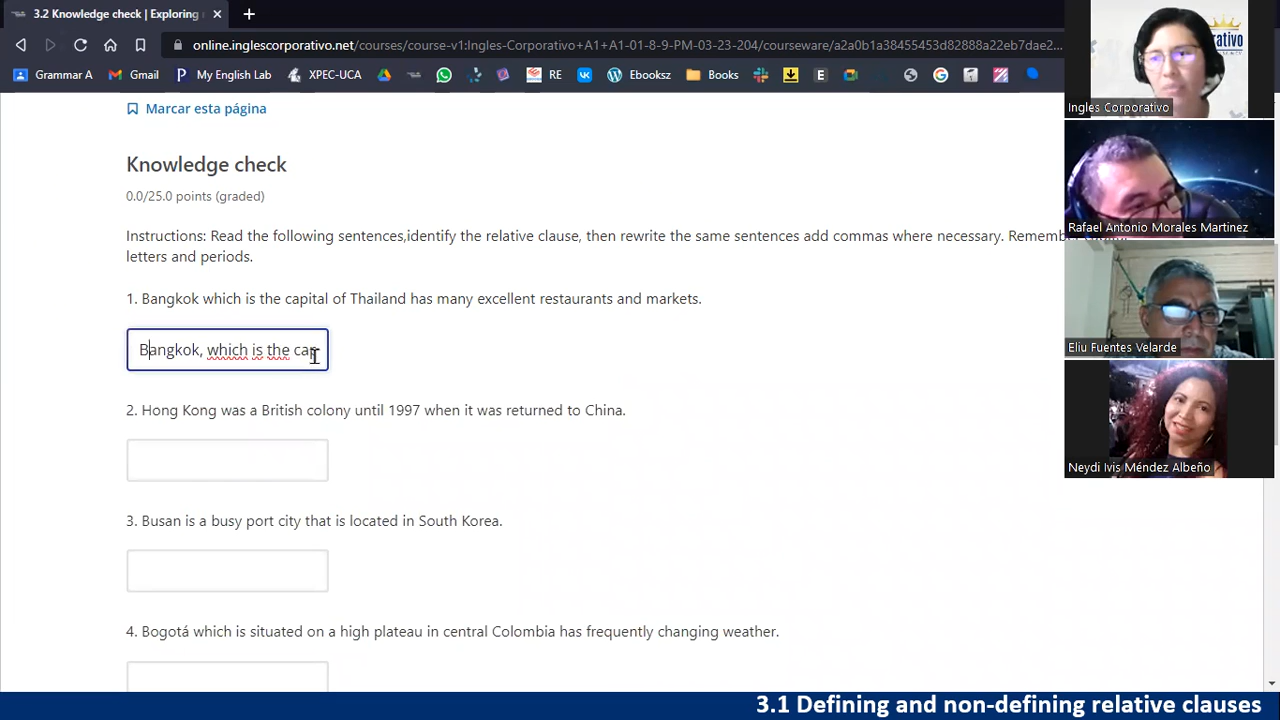 3.2 Knowledge check | Exploring
online.inglescorporativo.net/courses/course-v1:Ingles-Corporativo+A1+A1-01-8-9-PM-03-23-204/courseware/a2a0b1a38455453d82888a22eb7dae2...
Grammar A
Gmail
My English Lab
XPEC-UCA
RE
Ebooksz
Books
E
Marcar esta página
Knowledge check
0.0/25.0 points (graded)
Instructions: Read the following sentences,identify the relative clause, then rewrite the same sentences add commas where necessary. Remember
letters and periods.
1. Bangkok which is the capital of Thailand has many excellent restaurants and markets.
Bangkok, which is the cap
2. Hong Kong was a British colony until 1997 when it was returned to China.
3. Busan is a busy port city that is located in South Korea.
4. Bogotá which is situated on a high plateau in central Colombia has frequently changing weather.
Ingles Corporativo
Rafael Antonio Morales Martinez
Eliu Fuentes Velarde
Neydi Ivis Méndez Albeño
3.1 Defining and non-defining relative clauses